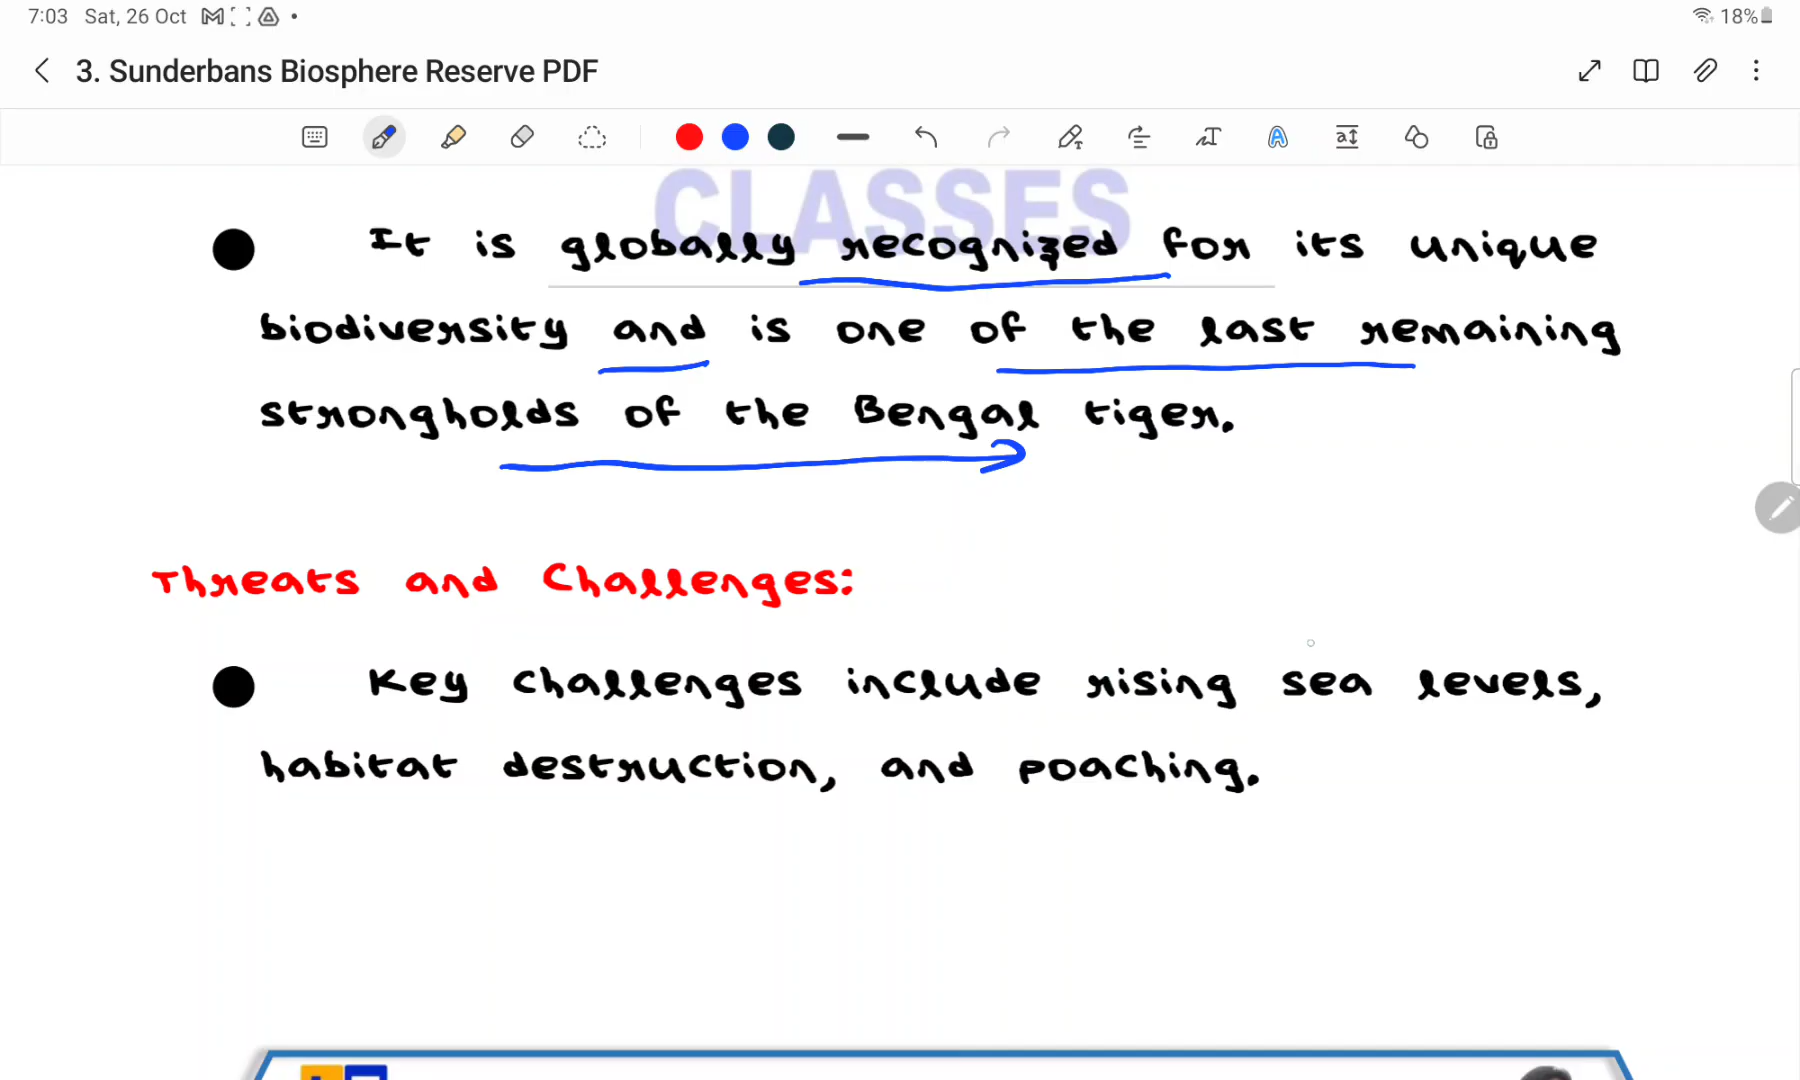 7:03 Sat, 26 Oct
18%
3. Sunderbans Biosphere Reserve PDF
CLASSES
It is globally recognized for its unique
biodiversity and is one of the last remaining
strongholds of the Bengal tiger.
Threats and Challenges:
Key challenges include rising sea levels,
habitat destruction, and poaching.